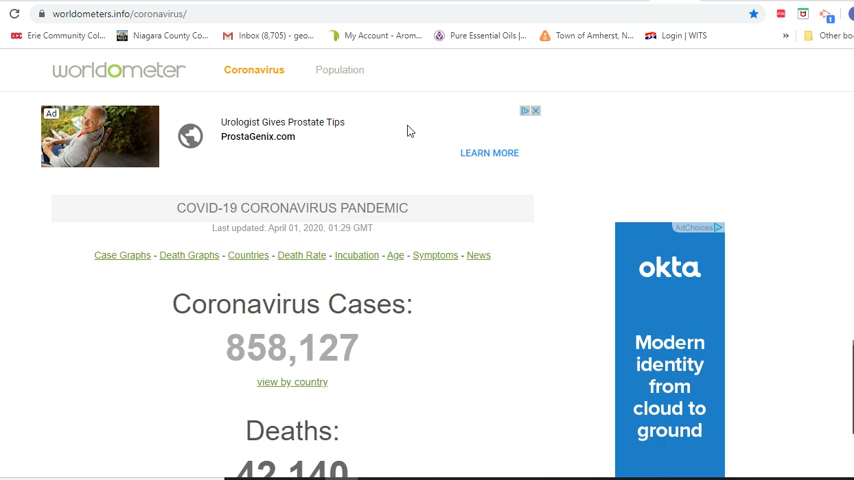 worldometers.info/coronavirus/
Erie Community Col... Niagara County Co... Inbox (8,705) - geo... My Account - Arom... Pure Essential Oils |... Town of Amherst, N... Login | WITS » Other bo
worldometer Coronavirus Population
Ad
Urologist Gives Prostate Tips
ProstaGenix.com
LEARN MORE
COVID-19 CORONAVIRUS PANDEMIC
Last updated: April 01, 2020, 01:29 GMT
Case Graphs - Death Graphs - Countries - Death Rate - Incubation - Age - Symptoms - News
Coronavirus Cases:
858,127
view by country
Deaths:
42,140
AdChoices
okta
Modern
identity
from
cloud to
ground